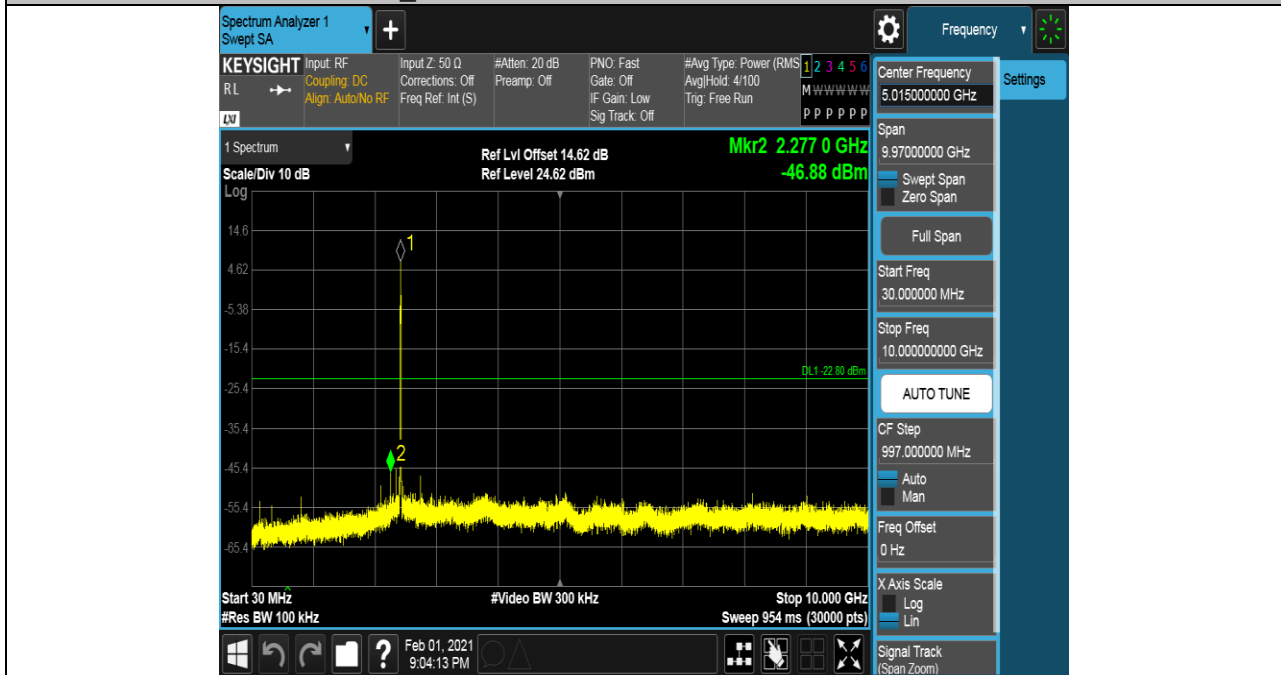 Spectrum Analyzer 1
Swept SA
+
Frequency
KEYSIGHT
RL
LXI
Input: RF
Coupling: DC
Align: Auto/No RF
Input Z: 50 Ω
Corrections: Off
Freq Ref: Int (S)
#Atten: 20 dB
Preamp: Off
PNO: Fast
Gate: Off
IF Gain: Low
Sig Track: Off
#Avg Type: Power (RMS
Avg|Hold: 4/100
Trig: Free Run
1 2 3 4 5 6
M W W W W W
P P P P P P
Center Frequency
5.015000000 GHz
Settings
1 Spectrum
Scale/Div 10 dB
Ref Lvl Offset 14.62 dB
Ref Level 24.62 dBm
Mkr2 2.277 0 GHz
-46.88 dBm
Span
9.97000000 GHz
Swept Span
Zero Span
Full Span
Log
14.6
4.62
-5.38
-15.4
-25.4
-35.4
-45.4
-55.4
-65.4
1
2
DL1 -22.80 dBm
Start Freq
30.000000 MHz
Stop Freq
10.000000000 GHz
AUTO TUNE
CF Step
997.000000 MHz
Auto
Man
Freq Offset
0 Hz
X Axis Scale
Log
Lin
Signal Track
(Span Zoom)
Start 30 MHz
#Res BW 100 kHz
#Video BW 300 kHz
Stop 10.000 GHz
Sweep 954 ms (30000 pts)
?
Feb 01, 2021
9:04:13 PM